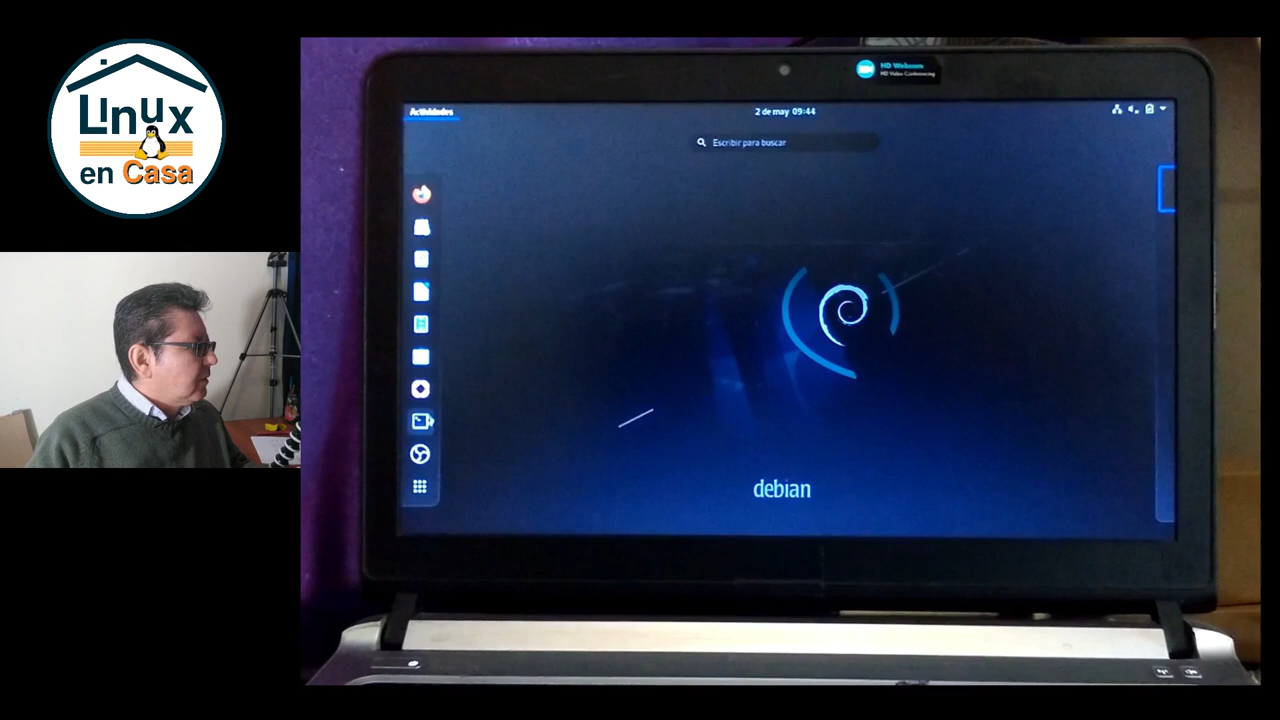 Linux
en Casa
HD Webcam
HD Video Conferencing
Actividades
2 de may 09:44
Escribir para buscar
debian